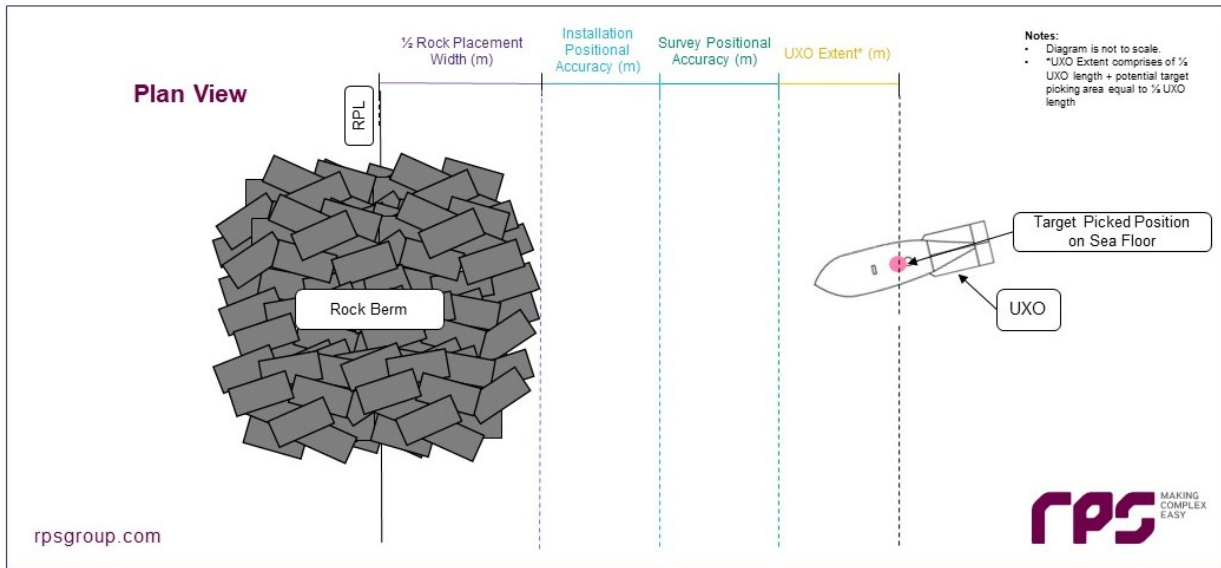 ½ Rock Placement
Width (m)
Installation
Positional
Accuracy (m)
Survey Positional
Accuracy (m)
UXO Extent* (m)
Notes:
• Diagram is not to scale.
• *UXO Extent comprises of ½
UXO length + potential target
picking area equal to ½ UXO
length
Plan View
RPL
Target Picked Position
on Sea Floor
Rock Berm
UXO
rpsgroup.com
rps
MAKING
COMPLEX
EASY